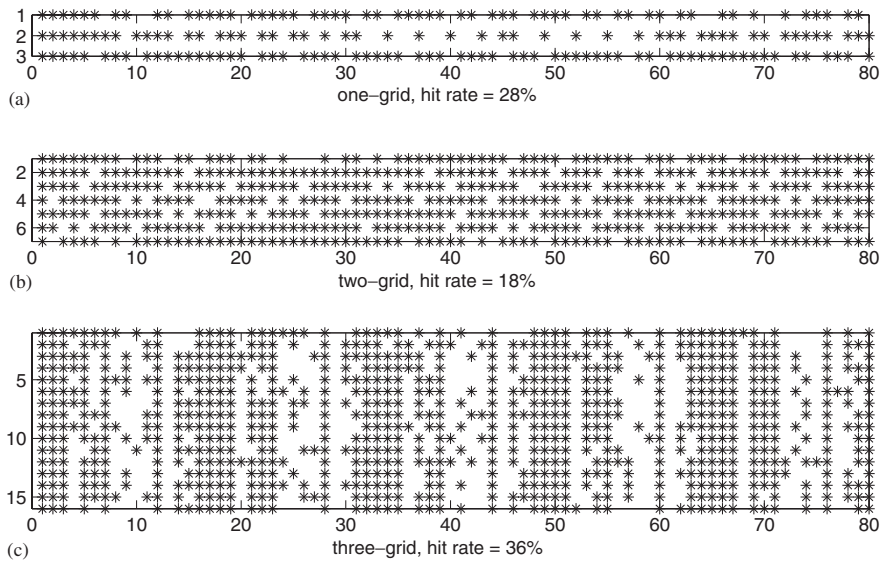 1
2
3
0 10 20 30 40 50 60 70 80
(a)
one–grid, hit rate = 28%
2
4
6
0 10 20 30 40 50 60 70 80
(b)
two–grid, hit rate = 18%
5
10
15
0 10 20 30 40 50 60 70 80
(c)
three–grid, hit rate = 36%